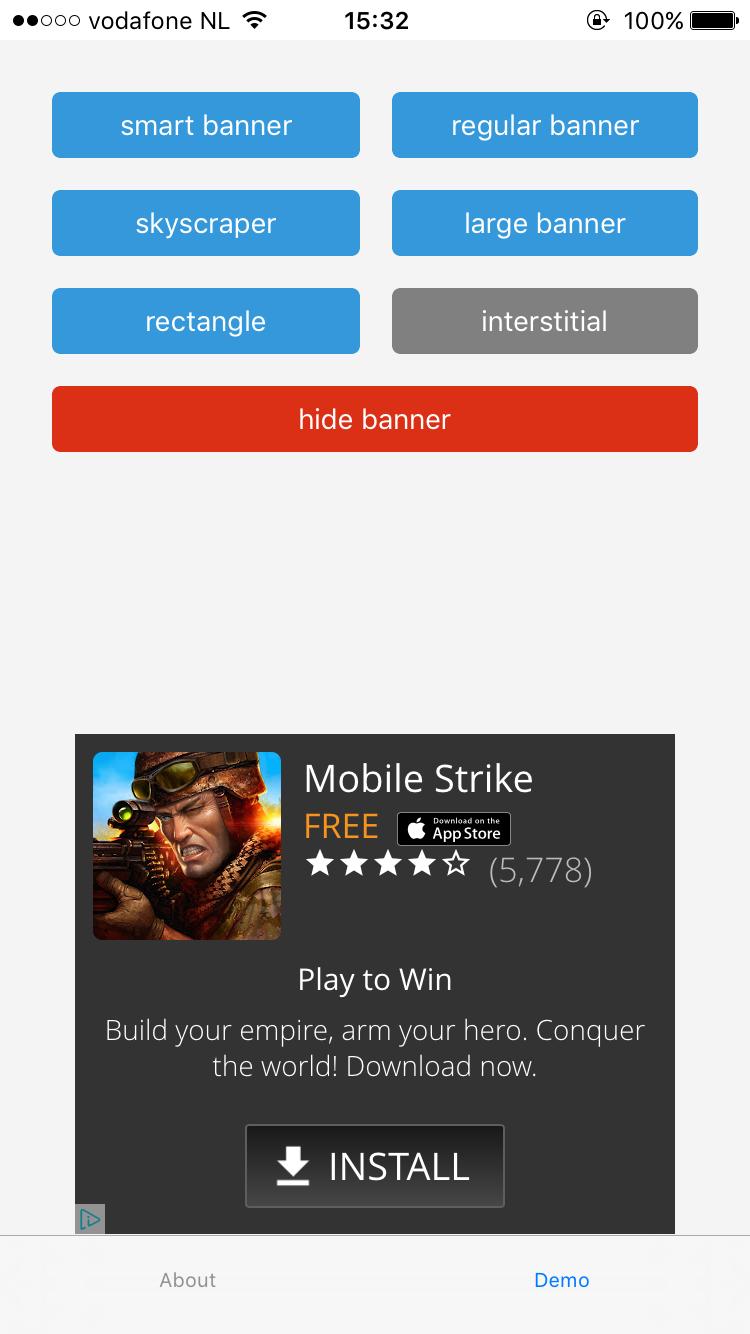 vodafone NL 15:32 100%
smart banner
regular banner
skyscraper
large banner
rectangle
interstitial
hide banner
Mobile Strike
FREE
Download on the
App Store
(5,778)
Play to Win
Build your empire, arm your hero. Conquer
the world! Download now.
INSTALL
About
Demo